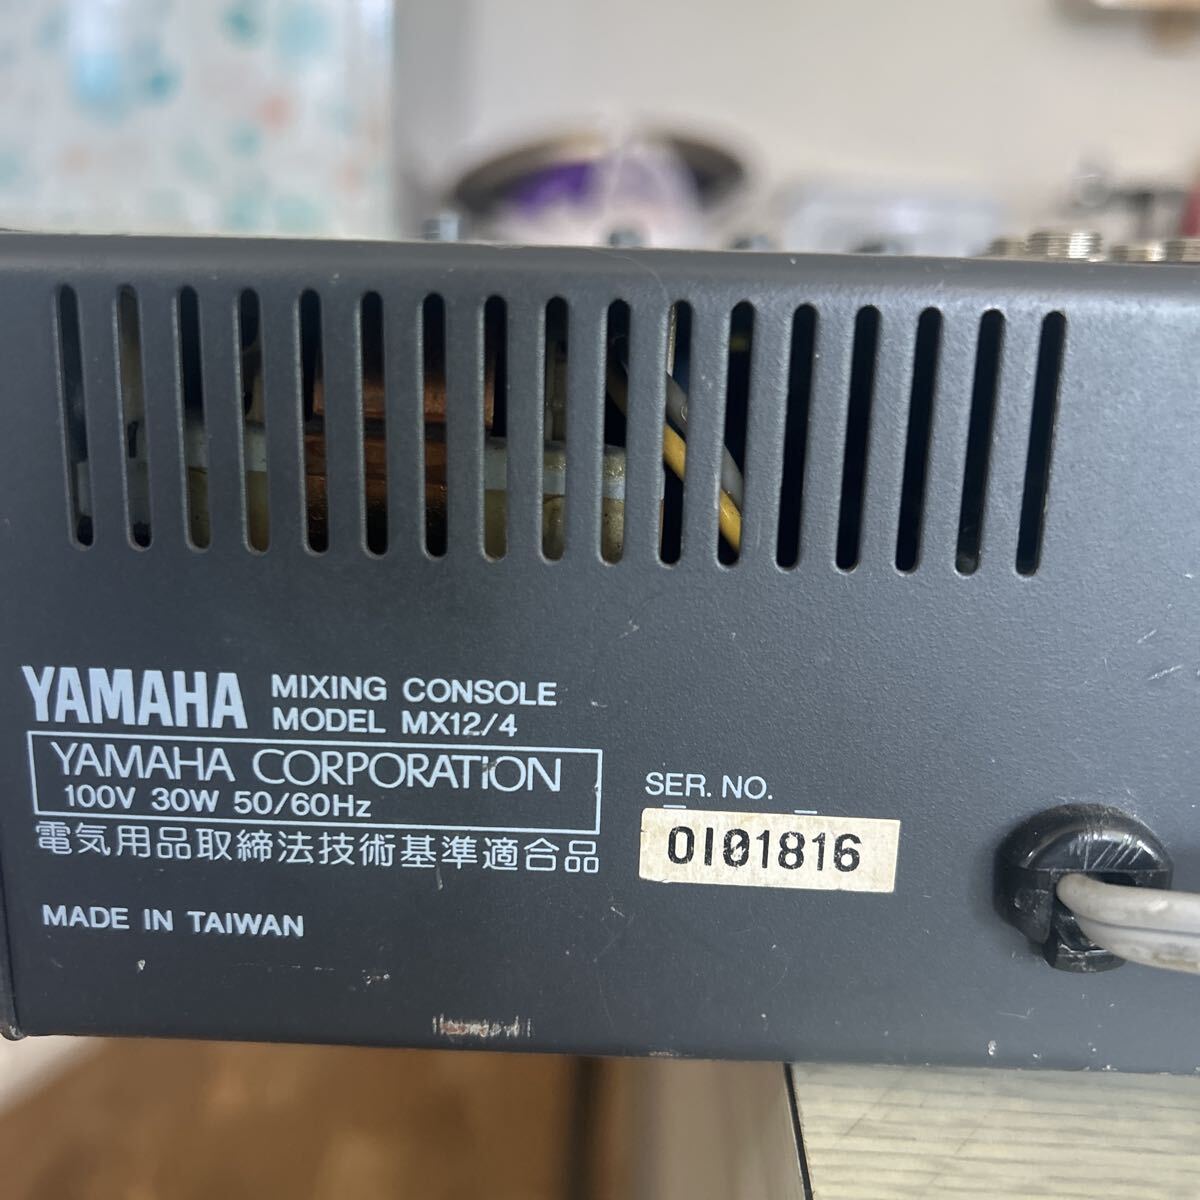 YAMAHA MIXING CONSOLE
MODEL MX12/4
YAMAHA CORPORATION
100V 30W 50/60Hz
電気用品取締法技術基準適合品
MADE IN TAIWAN
SER. NO.
OI01816